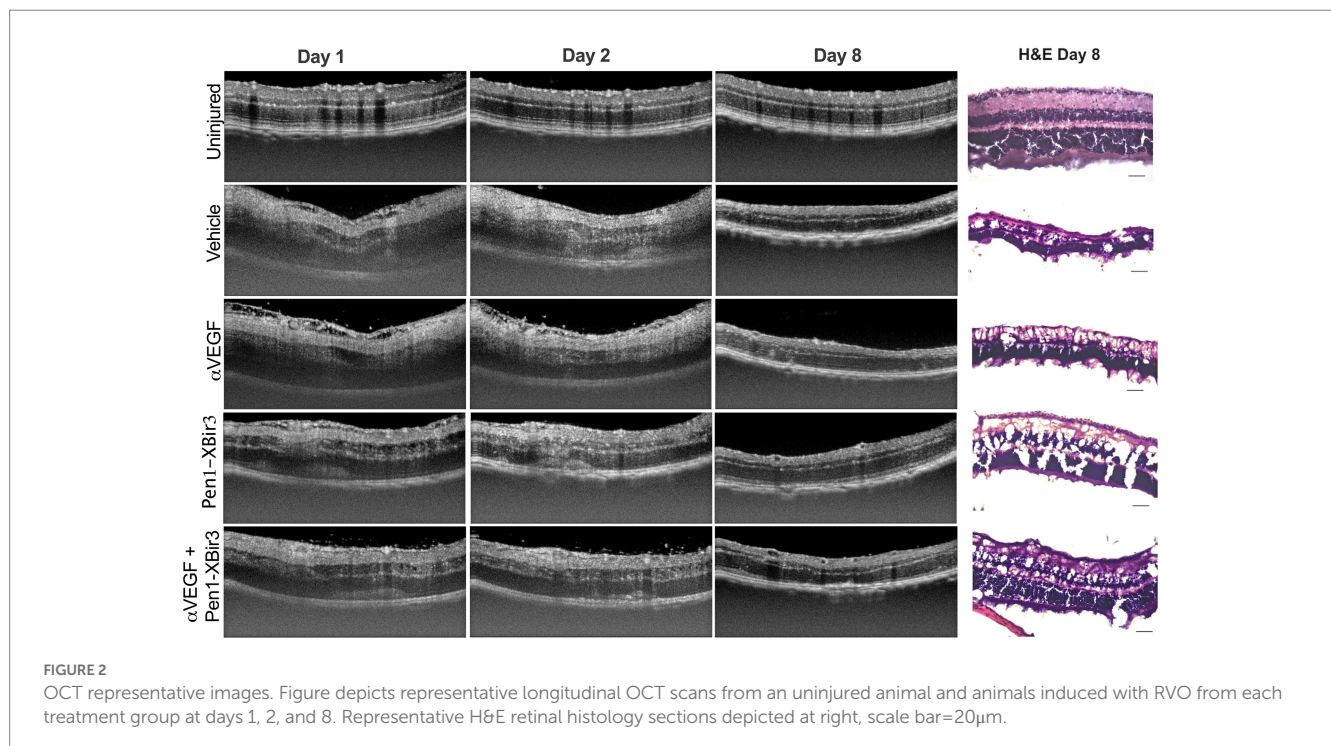 Day 1
Day 2
Day 8
H&E Day 8
Uninjured
Vehicle
αVEGF
Pen1-XBir3
αVEGF +
Pen1-XBir3
FIGURE 2
OCT representative images. Figure depicts representative longitudinal OCT scans from an uninjured animal and animals induced with RVO from each
treatment group at days 1, 2, and 8. Representative H&E retinal histology sections depicted at right, scale bar=20μm.